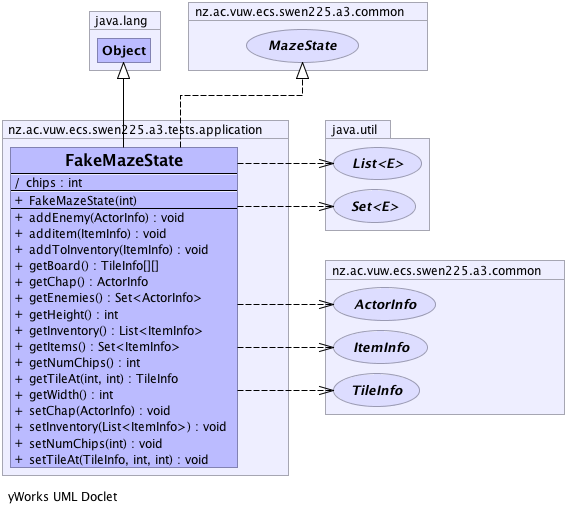 java.lang
Object
nz.ac.vuw.ecs.swen225.a3.common
MazeState
nz.ac.vuw.ecs.swen225.a3.tests.application
FakeMazeState
/ chips : int
+ FakeMazeState(int)
+ addEnemy(ActorInfo) : void
+ additem(ItemInfo) : void
+ addToInventory(ItemInfo) : void
+ getBoard() : TileInfo[][]
+ getChap() : ActorInfo
+ getEnemies() : Set<ActorInfo>
+ getHeight() : int
+ getInventory() : List<ItemInfo>
+ getItems() : Set<ItemInfo>
+ getNumChips() : int
+ getTileAt(int, int) : TileInfo
+ getWidth() : int
+ setChap(ActorInfo) : void
+ setInventory(List<ItemInfo>) : void
+ setNumChips(int) : void
+ setTileAt(TileInfo, int, int) : void
java.util
List<E>
Set<E>
nz.ac.vuw.ecs.swen225.a3.common
ActorInfo
ItemInfo
TileInfo
yWorks UML Doclet